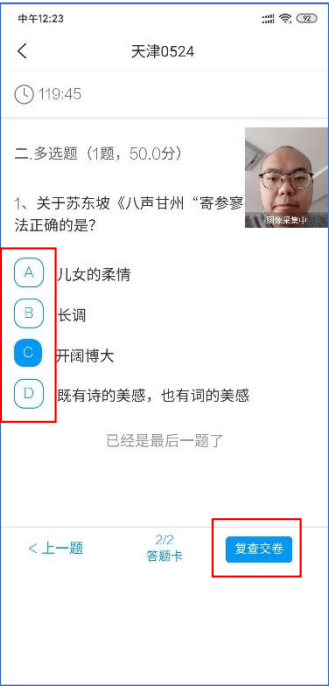 中午12:23
92
天津0524
119:45
二.多选题（1题，50.0分）
1、关于苏东坡《八声甘州 “寄参寥
法正确的是？
图像采集中
A 儿女的柔情
B 长调
C 开阔博大
D 既有诗的美感，也有词的美感
已经是最后一题了
<上一题
2/2
答题卡
复查交卷